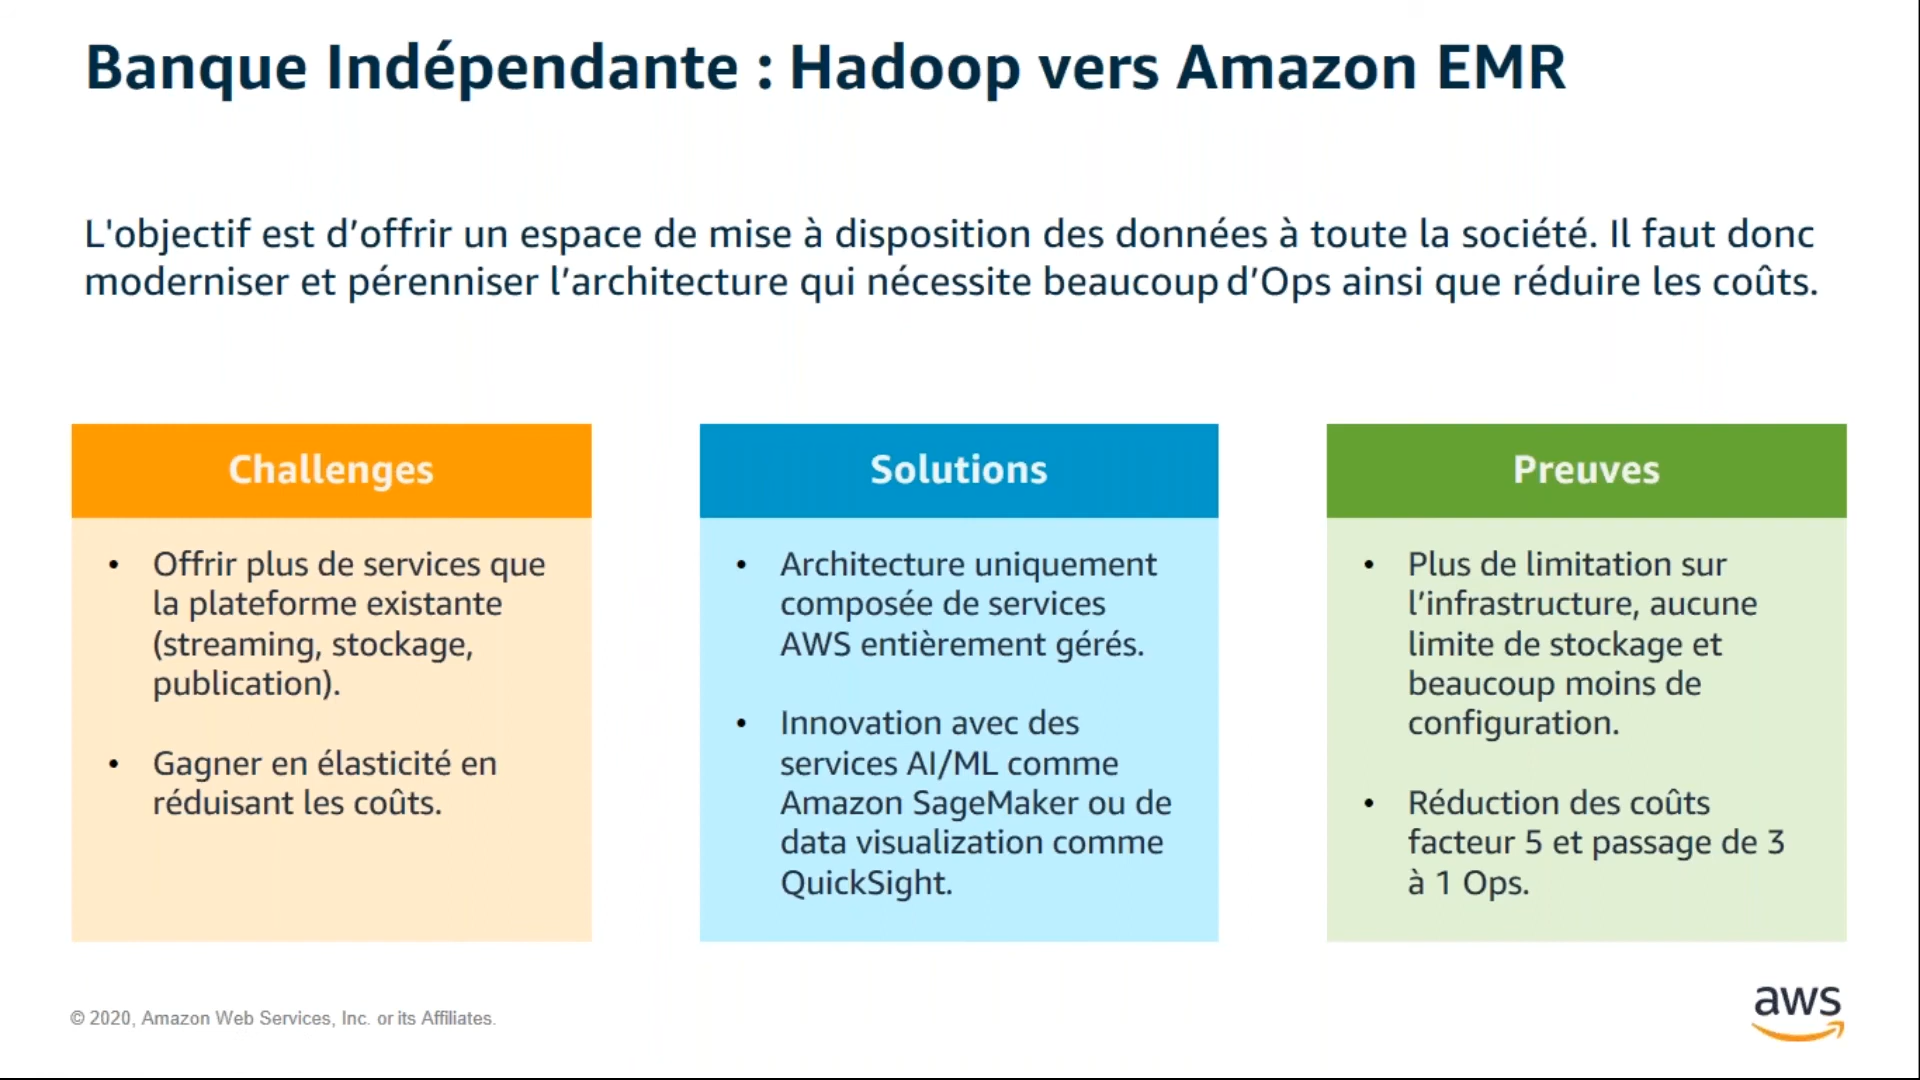 Banque Indépendante : Hadoop vers Amazon EMR
L'objectif est d’offrir un espace de mise à disposition des données à toute la société. Il faut donc
moderniser et pérenniser l’architecture qui nécessite beaucoup d’Ops ainsi que réduire les coûts.
Challenges
• Offrir plus de services que
la plateforme existante
(streaming, stockage,
publication).
• Gagner en élasticité en
réduisant les coûts.
Solutions
• Architecture uniquement
composée de services
AWS entièrement gérés.
• Innovation avec des
services AI/ML comme
Amazon SageMaker ou de
data visualization comme
QuickSight.
Preuves
• Plus de limitation sur
l’infrastructure, aucune
limite de stockage et
beaucoup moins de
configuration.
• Réduction des coûts
facteur 5 et passage de 3
à 1 Ops.
© 2020, Amazon Web Services, Inc. or its Affiliates.
aws